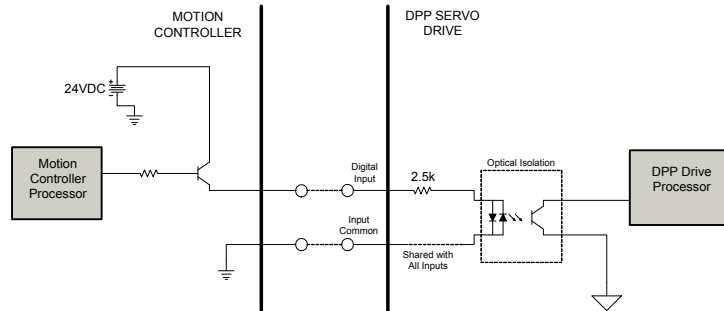 MOTION
CONTROLLER
DPP SERVO
DRIVE
24VDC
+
-
Motion
Controller
Processor
Digital
Input
2.5k
Optical Isolation
DPP Drive
Processor
Input
Common
Shared with
All Inputs